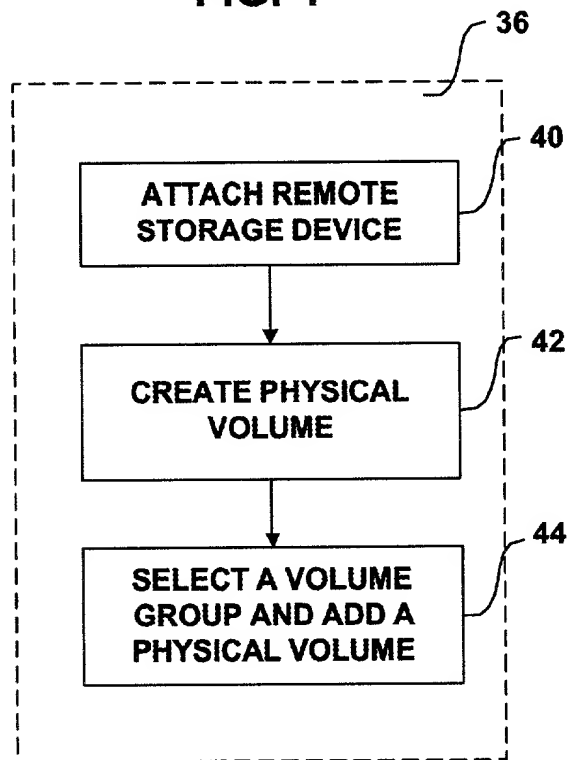 36
40
ATTACH REMOTE
STORAGE DEVICE
42
CREATE PHYSICAL
VOLUME
44
SELECT A VOLUME
GROUP AND ADD A
PHYSICAL VOLUME